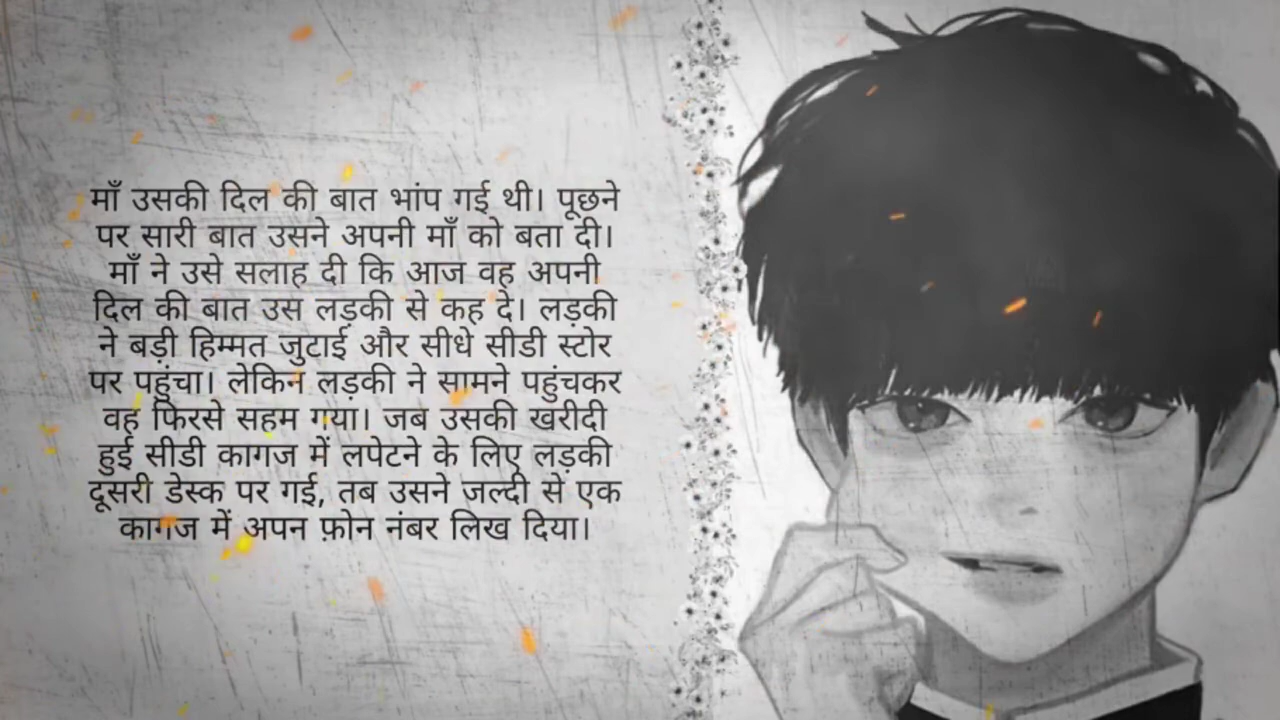 माँ उसकी दिल की बात भांप गई थी। पूछने
पर सारी बात उसने अपनी माँ को बता दी।
माँ ने उसे सलाह दी कि आज वह अपनी
दिल की बात उस लड़की से कह दे। लड़की
ने बड़ी हिम्मत जुटाई और सीधे सीडी स्टोर
पर पहुंचा। लेकिन लड़की ने सामने पहुंचकर
वह फिरसे सहम गया। जब उसकी खरीदी
हुई सीडी कागज में लपेटने के लिए लड़की
दूसरी डेस्क पर गई, तब उसने जल्दी से एक
कागज में अपन फ़ोन नंबर लिख दिया।